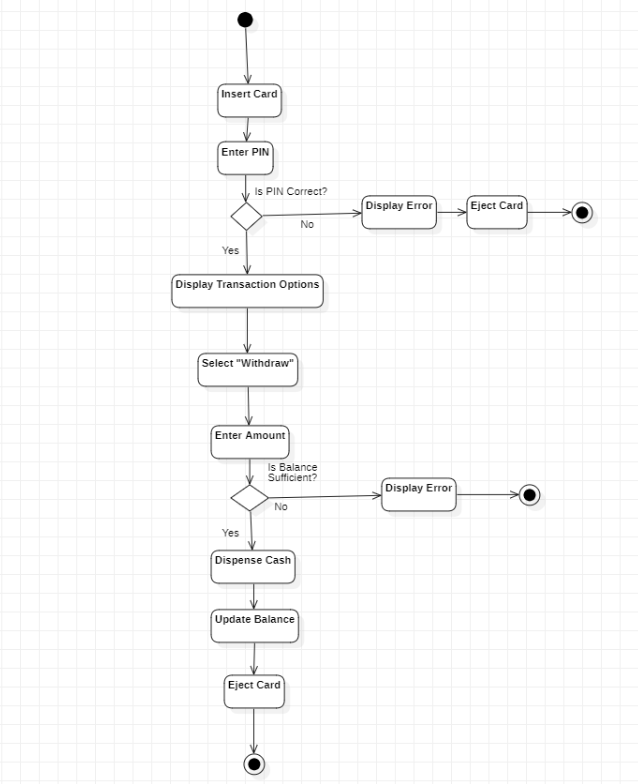 Insert Card
Enter PIN
Is PIN Correct?
Display Error
Eject Card
No
Yes
Display Transaction Options
Select "Withdraw"
Enter Amount
Is Balance
Sufficient?
Display Error
No
Yes
Dispense Cash
Update Balance
Eject Card